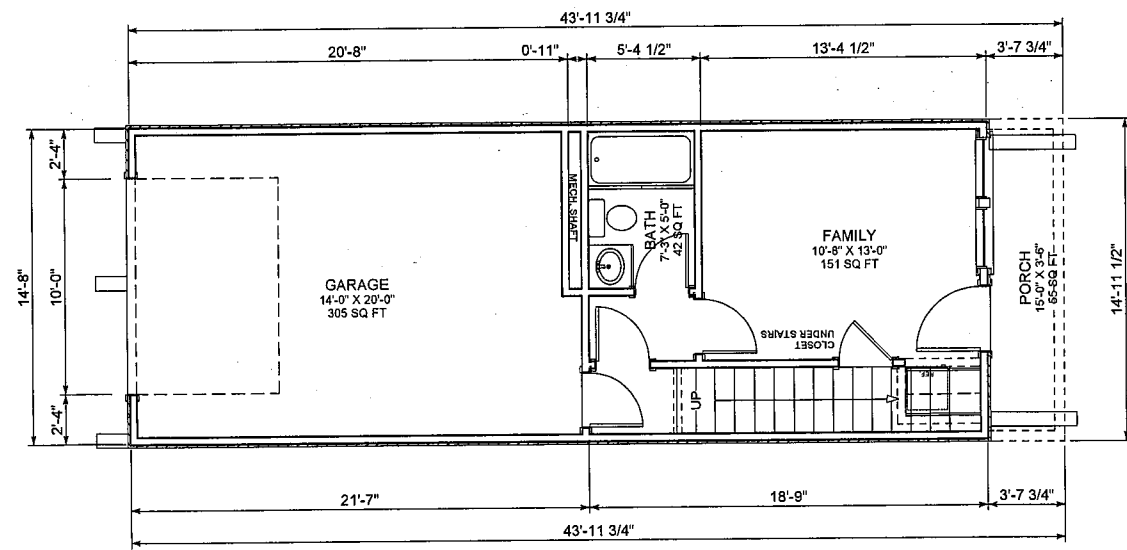 43'-11 3/4"
20'-8"
0'-11"
5'-4 1/2"
13'-4 1/2"
3'-7 3/4"
2'-4"
10'-0"
2'-4"
14'-8"
GARAGE
14'-0" X 20'-0"
305 SQ FT
MECH. SHAFT
BATH
7'-3" X 5'-0"
42 SQ FT
FAMILY
10'-8" X 13'-0"
151 SQ FT
CLOSET
UNDER STAIRS
PORCH
15'-0" X 3'-6"
65 SQ FT
14'-11 1/2"
UP
REF
21'-7"
18'-9"
3'-7 3/4"
43'-11 3/4"